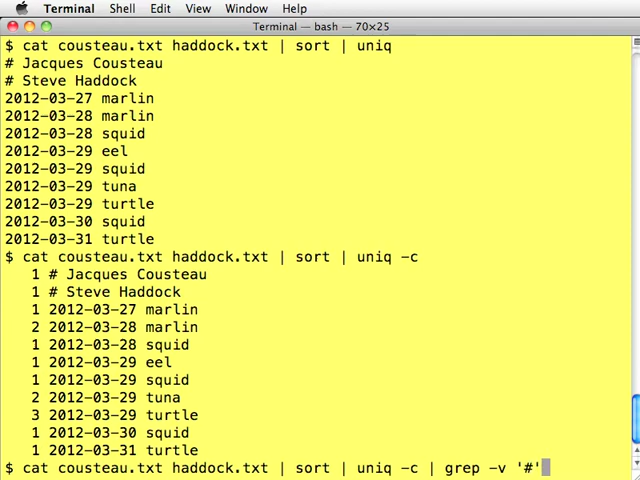 Terminal Shell Edit View Window Help
Terminal — bash — 70×25
$ cat cousteau.txt haddock.txt | sort | uniq
# Jacques Cousteau
# Steve Haddock
2012-03-27 marlin
2012-03-28 marlin
2012-03-28 squid
2012-03-29 eel
2012-03-29 squid
2012-03-29 tuna
2012-03-29 turtle
2012-03-30 squid
2012-03-31 turtle
$ cat cousteau.txt haddock.txt | sort | uniq -c
1 # Jacques Cousteau
1 # Steve Haddock
1 2012-03-27 marlin
2 2012-03-28 marlin
1 2012-03-28 squid
1 2012-03-29 eel
1 2012-03-29 squid
2 2012-03-29 tuna
3 2012-03-29 turtle
1 2012-03-30 squid
1 2012-03-31 turtle
$ cat cousteau.txt haddock.txt | sort | uniq -c | grep -v '#'